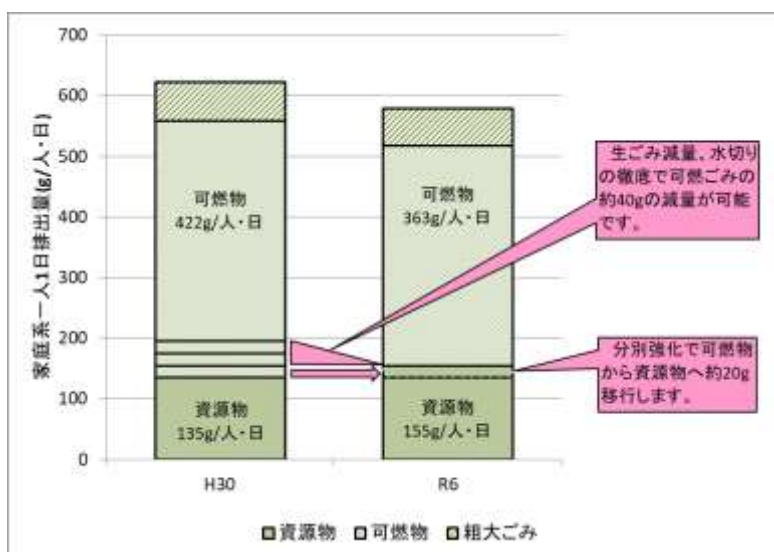 700
600
500
400
300
200
100
0
家庭系一人1日排出量(g/人・日)
可燃物
422g/人・日
資源物
135g/人・日
可燃物
363g/人・日
資源物
155g/人・日
生ごみ減量、水切り
の徹底で可燃ごみの
約40gの減量が可能
です。
分別強化で可燃物
から資源物へ約20g
移行します。
H30
R6
資源物 可燃物 粗大ごみ